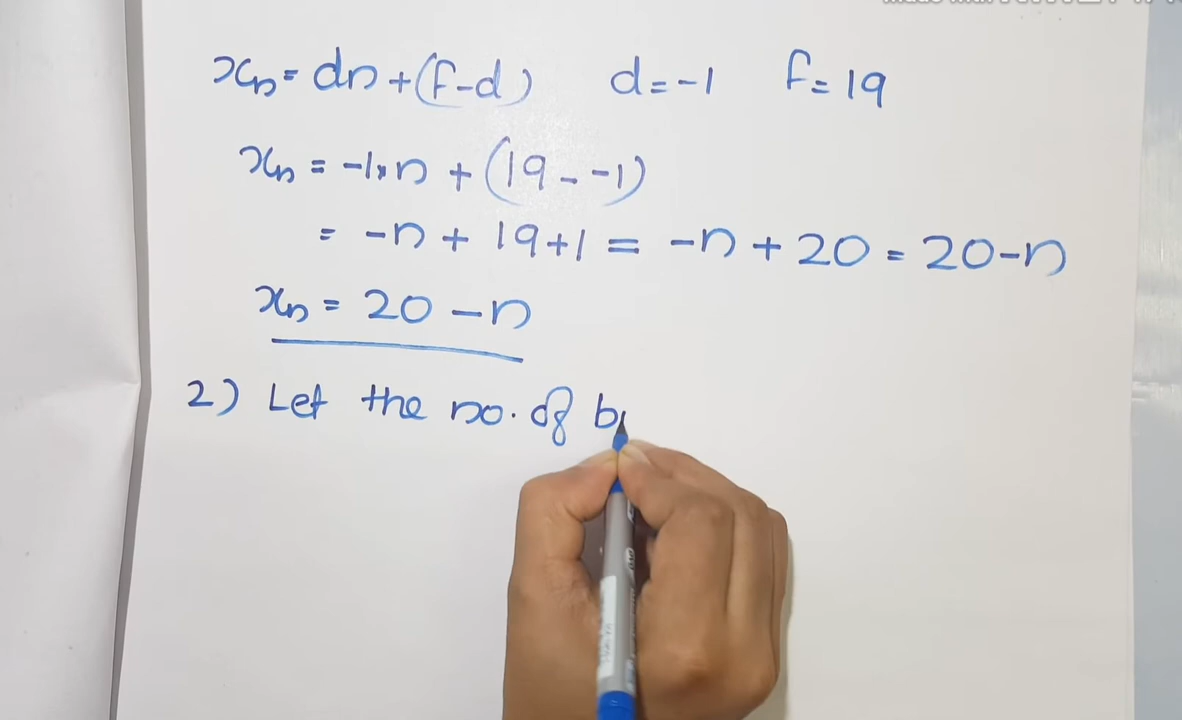 xn = dn + (f-d) d = -1 f = 19
xn = -1×n + (19 - -1)
= -n + 19+1 = -n + 20 = 20-n
xn = 20 - n
2) Let the no. of